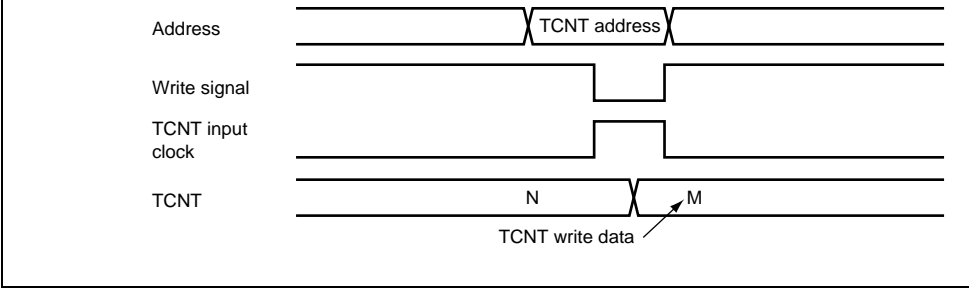 Address
TCNT address
Write signal
TCNT input
clock
TCNT
N
M
TCNT write data